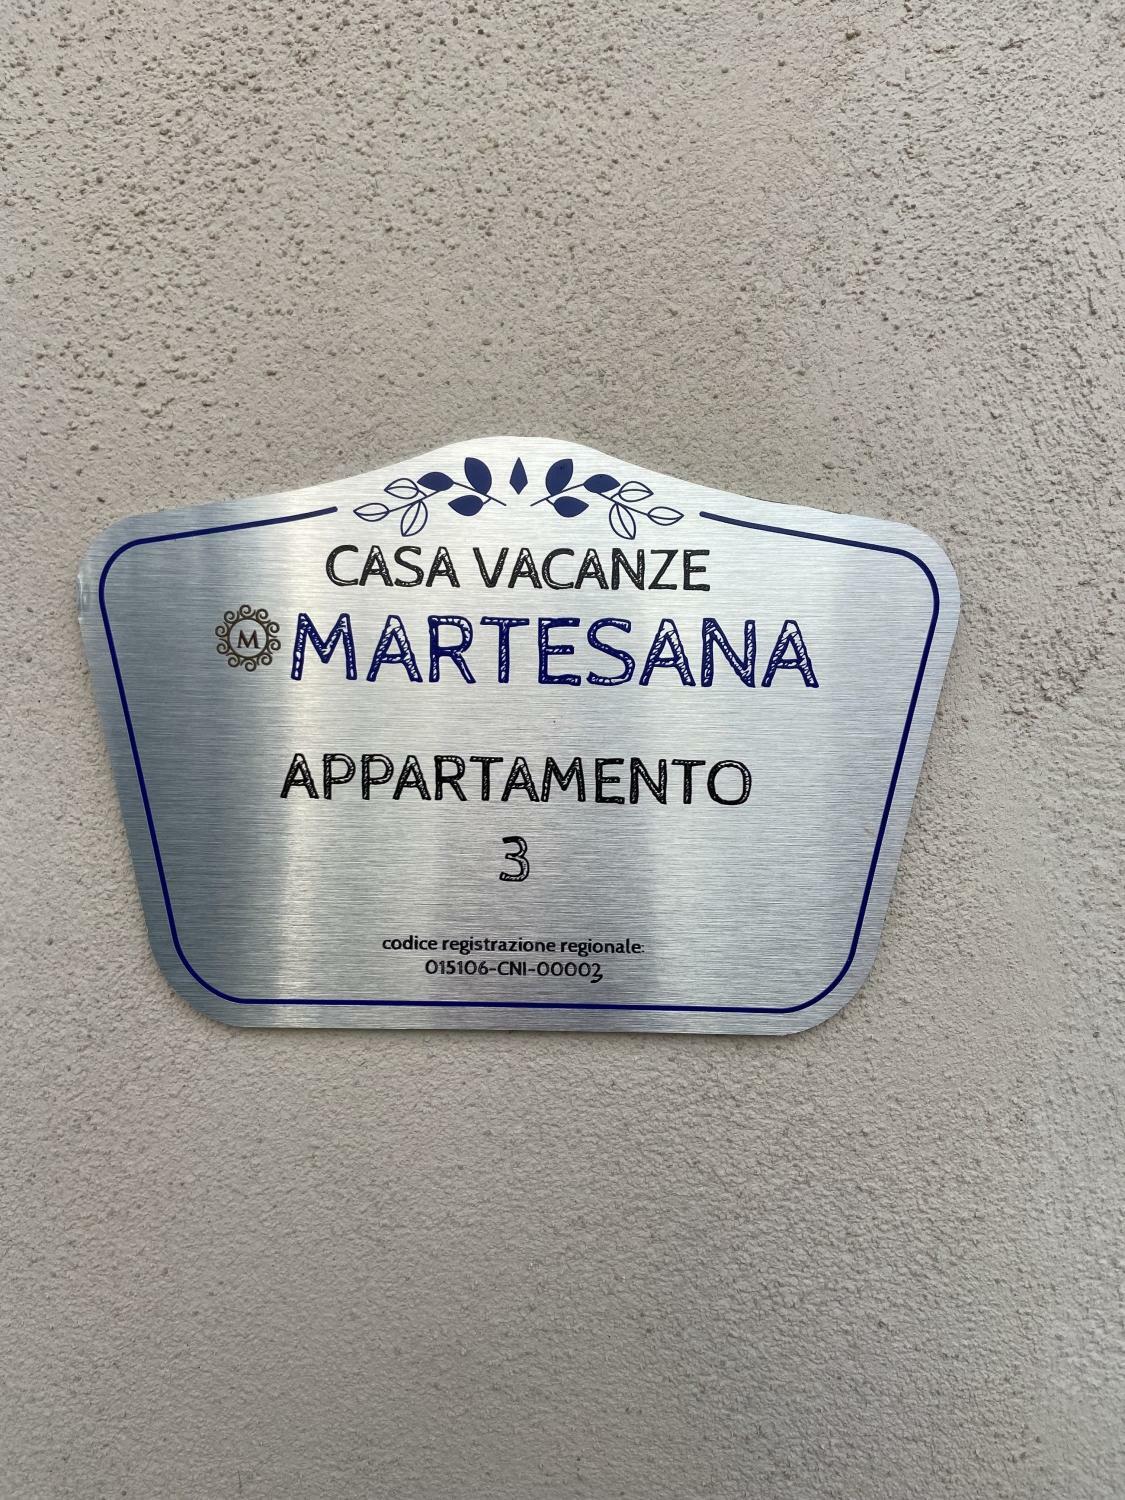 CASA VACANZE
M MARTESANA
APPARTAMENTO
3
codice registrazione regionale:
015106-CNI-00003